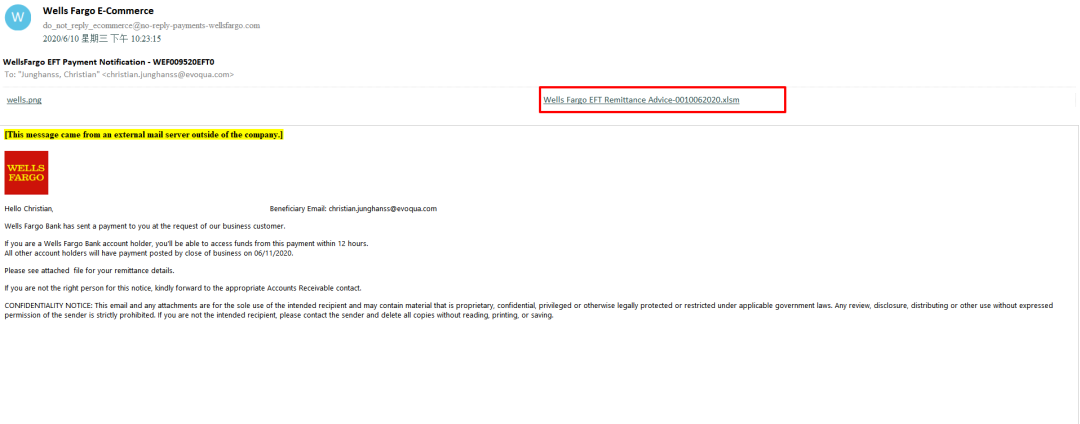 W
Wells Fargo E-Commerce
do_not_reply_ecommerce@no-reply-payments-wellsfargo.com
2020/6/10 星期三 下午 10:23:15
WellsFargo EFT Payment Notification - WEF009520EFT0
To: "Junghanss, Christian" <christian.junghanss@evoqua.com>
wells.png
Wells Fargo EFT Remittance Advice-0010062020.xlsm
[This message came from an external mail server outside of the company.]
WELLS
FARGO
Hello Christian, Beneficiary Email: christian.junghanss@evoqua.com
Wells Fargo Bank has sent a payment to you at the request of our business customer.
If you are a Wells Fargo Bank account holder, you'll be able to access funds from this payment within 12 hours.
All other account holders will have payment posted by close of business on 06/11/2020.
Please see attached file for your remittance details.
If you are not the right person for this notice, kindly forward to the appropriate Accounts Receivable contact.
CONFIDENTIALITY NOTICE: This email and any attachments are for the sole use of the intended recipient and may contain material that is proprietary, confidential, privileged or otherwise legally protected or restricted under applicable government laws. Any review, disclosure, distributing or other use without expressed
permission of the sender is strictly prohibited. If you are not the intended recipient, please contact the sender and delete all copies without reading, printing, or saving.